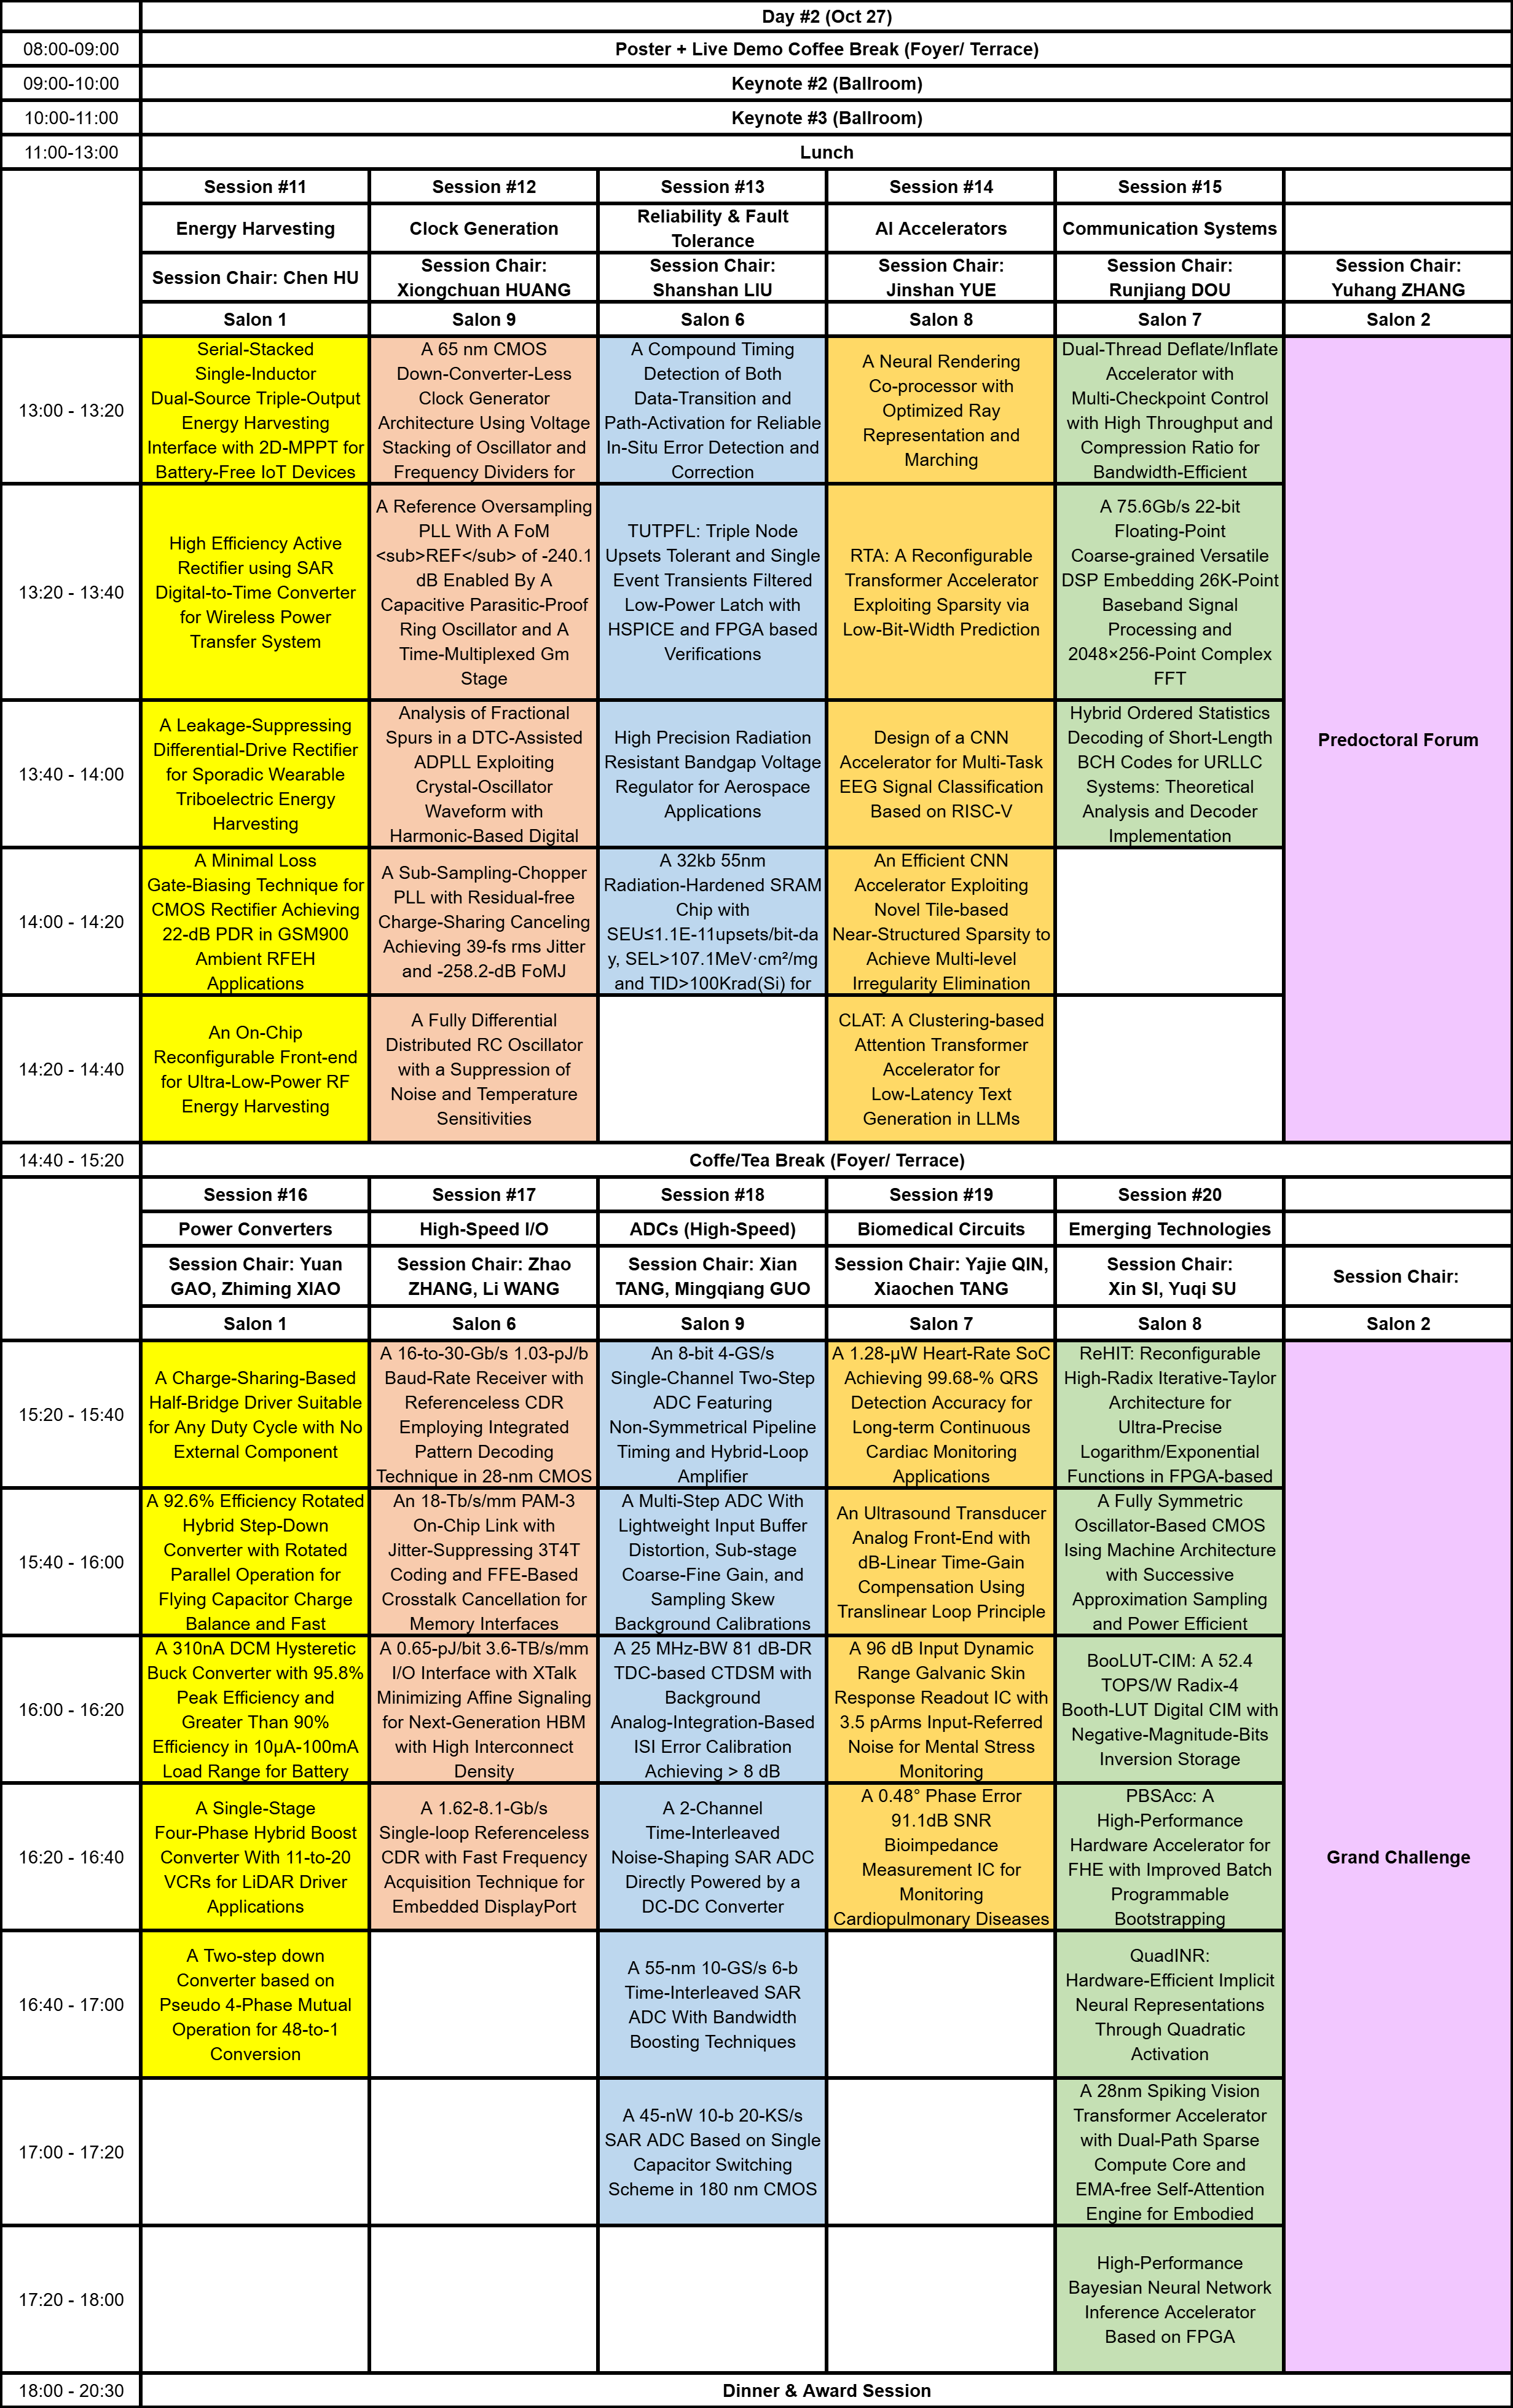 Day #2 (Oct 27)
08:00-09:00
Poster + Live Demo Coffee Break (Foyer/ Terrace)
09:00-10:00
Keynote #2 (Ballroom)
10:00-11:00
Keynote #3 (Ballroom)
11:00-13:00
Lunch
Session #11
Session #12
Session #13
Session #14
Session #15
Energy Harvesting
Clock Generation
Reliability & Fault
Tolerance
AI Accelerators
Communication Systems
Session Chair: Chen HU
Session Chair:
Xiongchuan HUANG
Session Chair:
Shanshan LIU
Session Chair:
Jinshan YUE
Session Chair:
Runjiang DOU
Session Chair:
Yuhang ZHANG
Salon 1
Salon 9
Salon 6
Salon 8
Salon 7
Salon 2
13:00 - 13:20
Serial-Stacked
Single-Inductor
Dual-Source Triple-Output
Energy Harvesting
Interface with 2D-MPPT for
Battery-Free IoT Devices
A 65 nm CMOS
Down-Converter-Less
Clock Generator
Architecture Using Voltage
Stacking of Oscillator and
Frequency Dividers for
A Compound Timing
Detection of Both
Data-Transition and
Path-Activation for Reliable
In-Situ Error Detection and
Correction
A Neural Rendering
Co-processor with
Optimized Ray
Representation and
Marching
Dual-Thread Deflate/Inflate
Accelerator with
Multi-Checkpoint Control
with High Throughput and
Compression Ratio for
Bandwidth-Efficient
Predoctoral Forum
13:20 - 13:40
High Efficiency Active
Rectifier using SAR
Digital-to-Time Converter
for Wireless Power
Transfer System
A Reference Oversampling
PLL With A FoM
<sub>REF</sub> of -240.1
dB Enabled By A
Capacitive Parasitic-Proof
Ring Oscillator and A
Time-Multiplexed Gm
Stage
TUTPFL: Triple Node
Upsets Tolerant and Single
Event Transients Filtered
Low-Power Latch with
HSPICE and FPGA based
Verifications
RTA: A Reconfigurable
Transformer Accelerator
Exploiting Sparsity via
Low-Bit-Width Prediction
A 75.6Gb/s 22-bit
Floating-Point
Coarse-grained Versatile
DSP Embedding 26K-Point
Baseband Signal
Processing and
2048×256-Point Complex
FFT
13:40 - 14:00
A Leakage-Suppressing
Differential-Drive Rectifier
for Sporadic Wearable
Triboelectric Energy
Harvesting
Analysis of Fractional
Spurs in a DTC-Assisted
ADPLL Exploiting
Crystal-Oscillator
Waveform with
Harmonic-Based Digital
High Precision Radiation
Resistant Bandgap Voltage
Regulator for Aerospace
Applications
Design of a CNN
Accelerator for Multi-Task
EEG Signal Classification
Based on RISC-V
Hybrid Ordered Statistics
Decoding of Short-Length
BCH Codes for URLLC
Systems: Theoretical
Analysis and Decoder
Implementation
14:00 - 14:20
A Minimal Loss
Gate-Biasing Technique for
CMOS Rectifier Achieving
22-dB PDR in GSM900
Ambient RFEH
Applications
A Sub-Sampling-Chopper
PLL with Residual-free
Charge-Sharing Canceling
Achieving 39-fs rms Jitter
and -258.2-dB FoMJ
A 32kb 55nm
Radiation-Hardened SRAM
Chip with
SEU≤1.1E-11upsets/bit-da
y, SEL>107.1MeV·cm²/mg
and TID>100Krad(Si) for
An Efficient CNN
Accelerator Exploiting
Novel Tile-based
Near-Structured Sparsity to
Achieve Multi-level
Irregularity Elimination
14:20 - 14:40
An On-Chip
Reconfigurable Front-end
for Ultra-Low-Power RF
Energy Harvesting
A Fully Differential
Distributed RC Oscillator
with a Suppression of
Noise and Temperature
Sensitivities
CLAT: A Clustering-based
Attention Transformer
Accelerator for
Low-Latency Text
Generation in LLMs
14:40 - 15:20
Coffe/Tea Break (Foyer/ Terrace)
Session #16
Session #17
Session #18
Session #19
Session #20
Power Converters
High-Speed I/O
ADCs (High-Speed)
Biomedical Circuits
Emerging Technologies
Session Chair: Yuan
GAO, Zhiming XIAO
Session Chair: Zhao
ZHANG, Li WANG
Session Chair: Xian
TANG, Mingqiang GUO
Session Chair: Yajie QIN,
Xiaochen TANG
Session Chair:
Xin SI, Yuqi SU
Session Chair:
Salon 1
Salon 6
Salon 9
Salon 7
Salon 8
Salon 2
15:20 - 15:40
A Charge-Sharing-Based
Half-Bridge Driver Suitable
for Any Duty Cycle with No
External Component
A 16-to-30-Gb/s 1.03-pJ/b
Baud-Rate Receiver with
Referenceless CDR
Employing Integrated
Pattern Decoding
Technique in 28-nm CMOS
An 8-bit 4-GS/s
Single-Channel Two-Step
ADC Featuring
Non-Symmetrical Pipeline
Timing and Hybrid-Loop
Amplifier
A 1.28-μW Heart-Rate SoC
Achieving 99.68-% QRS
Detection Accuracy for
Long-term Continuous
Cardiac Monitoring
Applications
ReHIT: Reconfigurable
High-Radix Iterative-Taylor
Architecture for
Ultra-Precise
Logarithm/Exponential
Functions in FPGA-based
Grand Challenge
15:40 - 16:00
A 92.6% Efficiency Rotated
Hybrid Step-Down
Converter with Rotated
Parallel Operation for
Flying Capacitor Charge
Balance and Fast
An 18-Tb/s/mm PAM-3
On-Chip Link with
Jitter-Suppressing 3T4T
Coding and FFE-Based
Crosstalk Cancellation for
Memory Interfaces
A Multi-Step ADC With
Lightweight Input Buffer
Distortion, Sub-stage
Coarse-Fine Gain, and
Sampling Skew
Background Calibrations
An Ultrasound Transducer
Analog Front-End with
dB-Linear Time-Gain
Compensation Using
Translinear Loop Principle
A Fully Symmetric
Oscillator-Based CMOS
Ising Machine Architecture
with Successive
Approximation Sampling
and Power Efficient
16:00 - 16:20
A 310nA DCM Hysteretic
Buck Converter with 95.8%
Peak Efficiency and
Greater Than 90%
Efficiency in 10μA-100mA
Load Range for Battery
A 0.65-pJ/bit 3.6-TB/s/mm
I/O Interface with XTalk
Minimizing Affine Signaling
for Next-Generation HBM
with High Interconnect
Density
A 25 MHz-BW 81 dB-DR
TDC-based CTDSM with
Background
Analog-Integration-Based
ISI Error Calibration
Achieving > 8 dB
A 96 dB Input Dynamic
Range Galvanic Skin
Response Readout IC with
3.5 pArms Input-Referred
Noise for Mental Stress
Monitoring
BooLUT-CIM: A 52.4
TOPS/W Radix-4
Booth-LUT Digital CIM with
Negative-Magnitude-Bits
Inversion Storage
16:20 - 16:40
A Single-Stage
Four-Phase Hybrid Boost
Converter With 11-to-20
VCRs for LiDAR Driver
Applications
A 1.62-8.1-Gb/s
Single-loop Referenceless
CDR with Fast Frequency
Acquisition Technique for
Embedded DisplayPort
A 2-Channel
Time-Interleaved
Noise-Shaping SAR ADC
Directly Powered by a
DC-DC Converter
A 0.48° Phase Error
91.1dB SNR
Bioimpedance
Measurement IC for
Monitoring
Cardiopulmonary Diseases
PBSAcc: A
High-Performance
Hardware Accelerator for
FHE with Improved Batch
Programmable
Bootstrapping
16:40 - 17:00
A Two-step down
Converter based on
Pseudo 4-Phase Mutual
Operation for 48-to-1
Conversion
A 55-nm 10-GS/s 6-b
Time-Interleaved SAR
ADC With Bandwidth
Boosting Techniques
QuadINR:
Hardware-Efficient Implicit
Neural Representations
Through Quadratic
Activation
17:00 - 17:20
A 45-nW 10-b 20-KS/s
SAR ADC Based on Single
Capacitor Switching
Scheme in 180 nm CMOS
A 28nm Spiking Vision
Transformer Accelerator
with Dual-Path Sparse
Compute Core and
EMA-free Self-Attention
Engine for Embodied
17:20 - 18:00
High-Performance
Bayesian Neural Network
Inference Accelerator
Based on FPGA
18:00 - 20:30
Dinner & Award Session